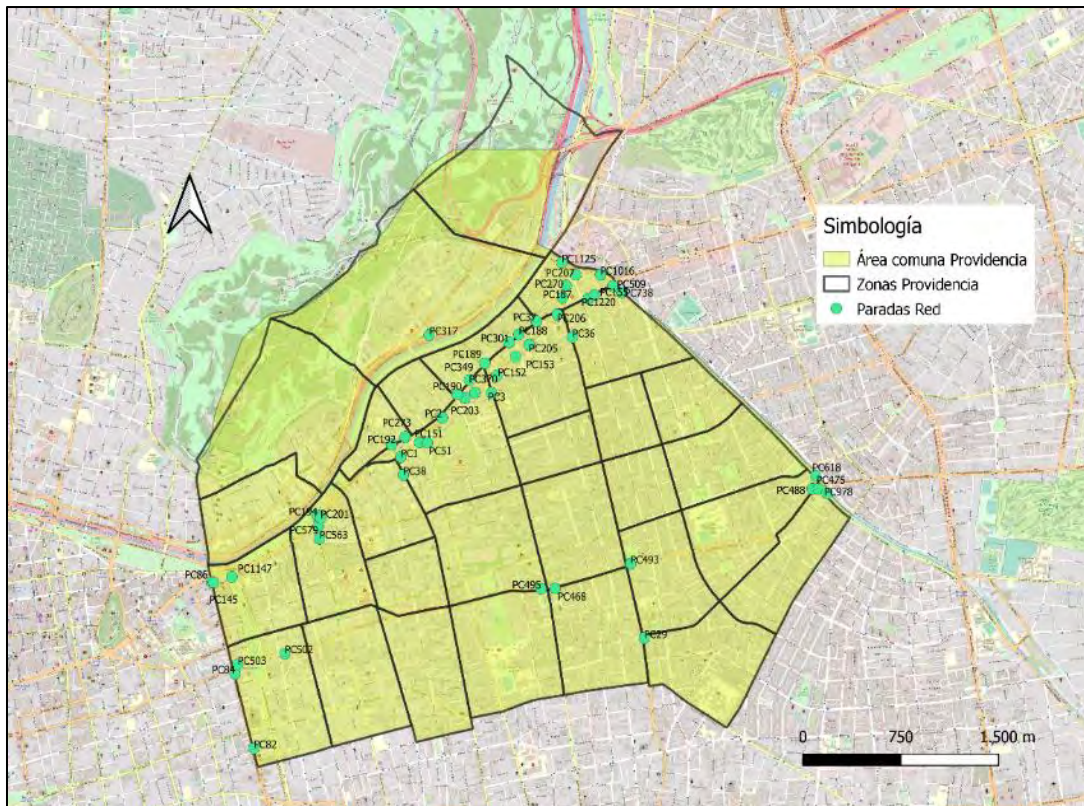 Simbología
Área comuna Providencia
Zonas Providencia
Paradas Red
PC1125
PC207
PC1016
PC270
PC509
PC187
PC155
PC738
PC1220
PC206
PC188
PC36
PC301
PC205
PC317
PC189
PC153
PC349
PC152
PC190
PC3
PC203
PC2
PC273
PC151
PC192
PC51
PC1
PC38
PC618
PC475
PC488
PC978
PC194
PC201
PC579
PC563
PC493
PC86
PC1147
PC145
PC495
PC468
PC29
PC503
PC502
PC84
PC82
0
750
1.500 m